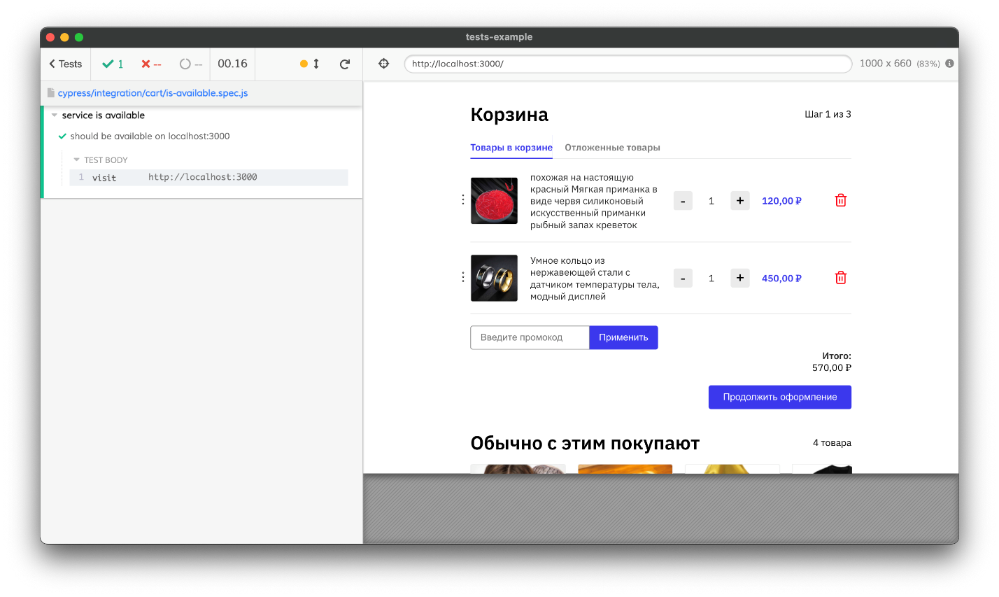 tests-example
Tests
1
--
--
00.16
http://localhost:3000/
1000 x 660 (83%)
cypress/integration/cart/is-available.spec.js
service is available
should be available on localhost:3000
TEST BODY
1 visit http://localhost:3000
Корзина
Шаг 1 из 3
Товары в корзине
Отложенные товары
похожая на настоящую
красный Мягкая приманка в
виде червя силиконовый
искусственный приманки
рыбный запах креветок
- 1 + 120,00 ₽
Умное кольцо из
нержавеющей стали с
датчиком температуры тела,
модный дисплей
- 1 + 450,00 ₽
Введите промокод
Применить
Итого:
570,00 ₽
Продолжить оформление
Обычно с этим покупают
4 товара